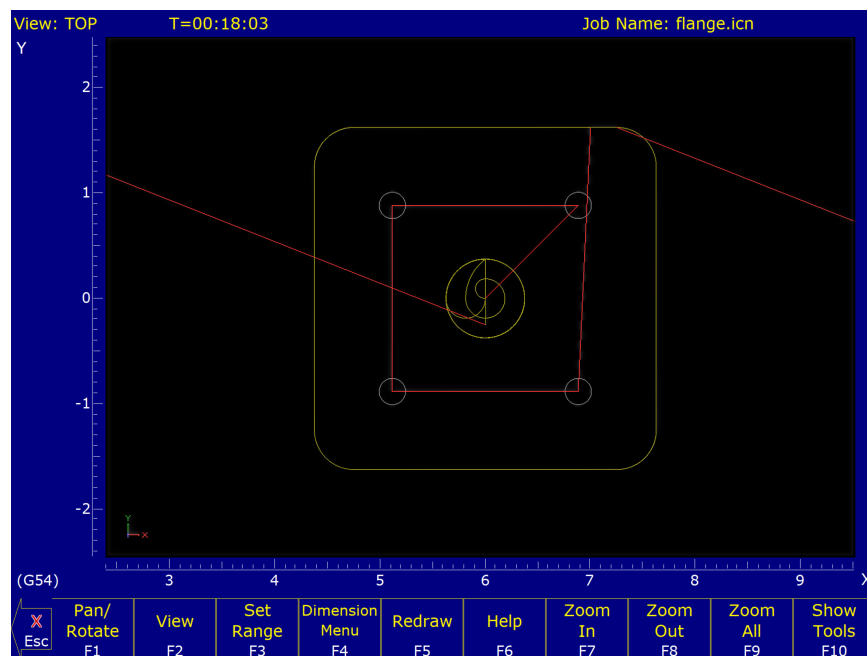 View: TOP T=00:18:03 Job Name: flange.icn
Y
2
1
0
-1
-2
Y
X
(G54) 3 4 5 6 7 8 9 X
X Esc
Pan/ Rotate F1
View F2
Set Range F3
Dimension Menu F4
Redraw F5
Help F6
Zoom In F7
Zoom Out F8
Zoom All F9
Show Tools F10